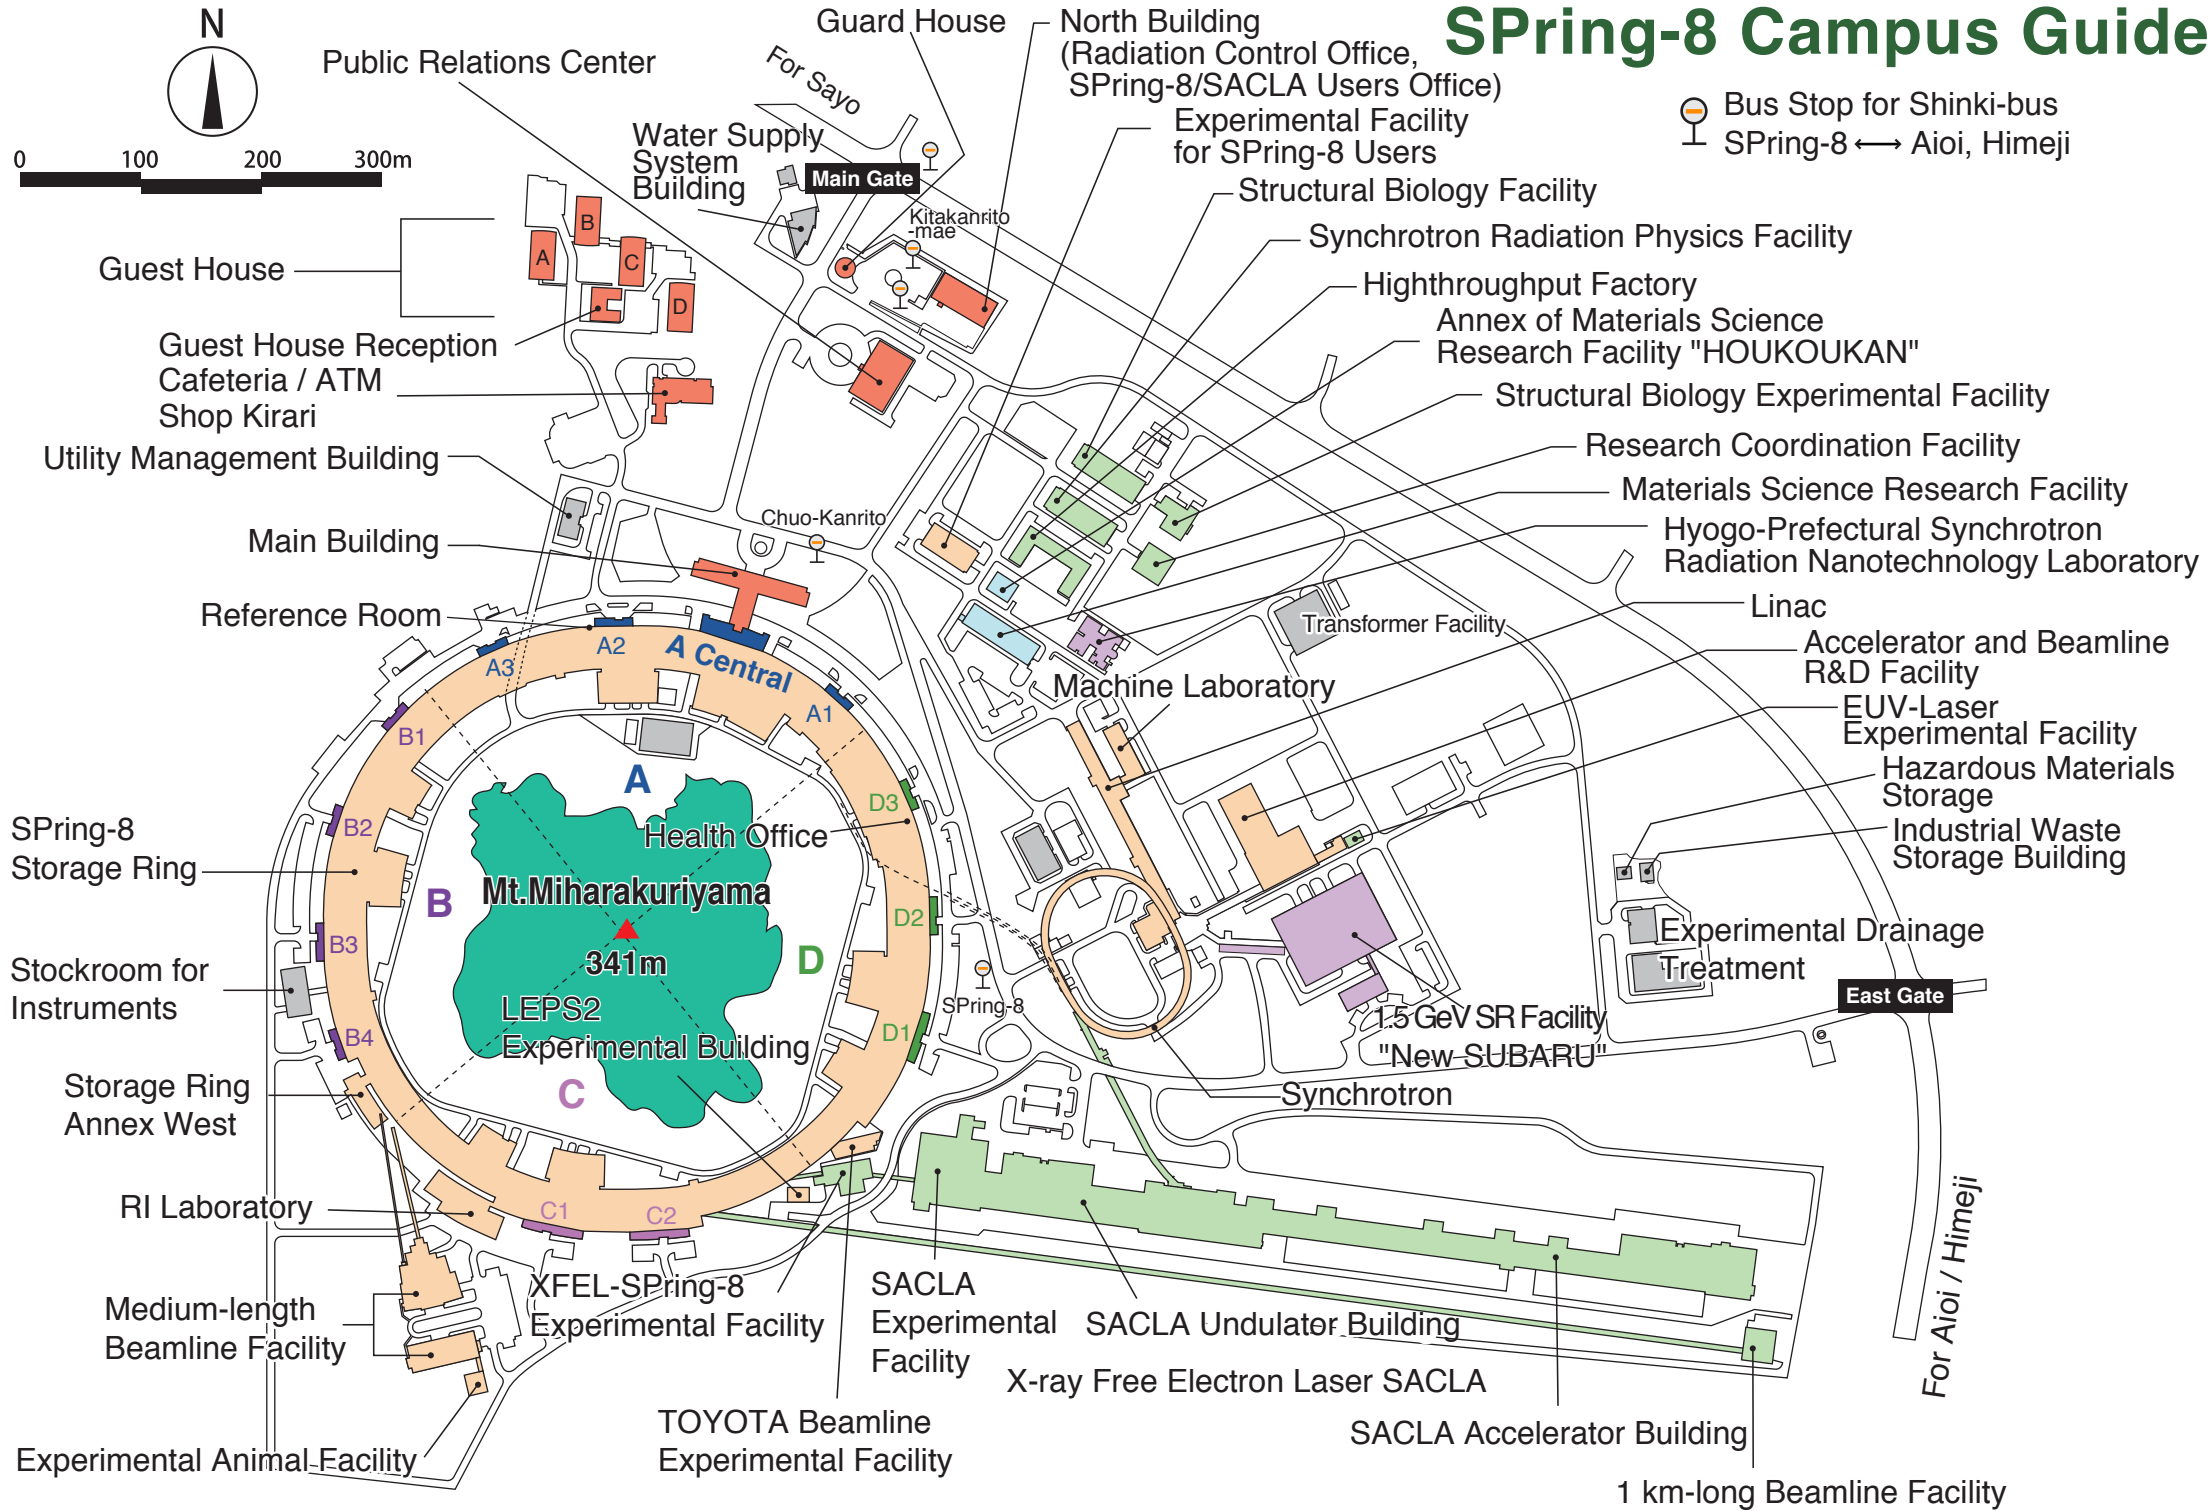 SPring-8 Campus Guide
N
0 100 200 300m
Bus Stop for Shinki-bus
SPring-8 ⟷ Aioi, Himeji
Public Relations Center
Guard House
For Sayo
North Building
(Radiation Control Office,
SPring-8/SACLA Users Office)
Experimental Facility
for SPring-8 Users
Water Supply
System
Building
Main Gate
Kitakanrito
-mae
Structural Biology Facility
Synchrotron Radiation Physics Facility
Highthroughput Factory
Annex of Materials Science
Research Facility "HOUKOUKAN"
Structural Biology Experimental Facility
Research Coordination Facility
Materials Science Research Facility
Hyogo-Prefectural Synchrotron
Radiation Nanotechnology Laboratory
Guest House
A
B
C
D
Guest House Reception
Cafeteria / ATM
Shop Kirari
Utility Management Building
Main Building
Chuo-Kanrito
Reference Room
Transformer Facility
Linac
Accelerator and Beamline
R&D Facility
Machine Laboratory
EUV-Laser
Experimental Facility
Hazardous Materials
Storage
Industrial Waste
Storage Building
Experimental Drainage
Treatment
East Gate
A3
A2
A Central
A1
B1
B2
B3
B4
C1
C2
D3
D2
D1
A
B
C
D
Health Office
Mt.Miharakuriyama
341m
LEPS2
Experimental Building
SPring-8
Storage Ring
Stockroom for
Instruments
Storage Ring
Annex West
RI Laboratory
Medium-length
Beamline Facility
Experimental Animal Facility
SPring-8
1.5 GeV SR Facility
"New SUBARU"
Synchrotron
XFEL-SPring-8
Experimental Facility
TOYOTA Beamline
Experimental Facility
SACLA
Experimental
Facility
SACLA Undulator Building
X-ray Free Electron Laser SACLA
SACLA Accelerator Building
1 km-long Beamline Facility
For Aioi / Himeji